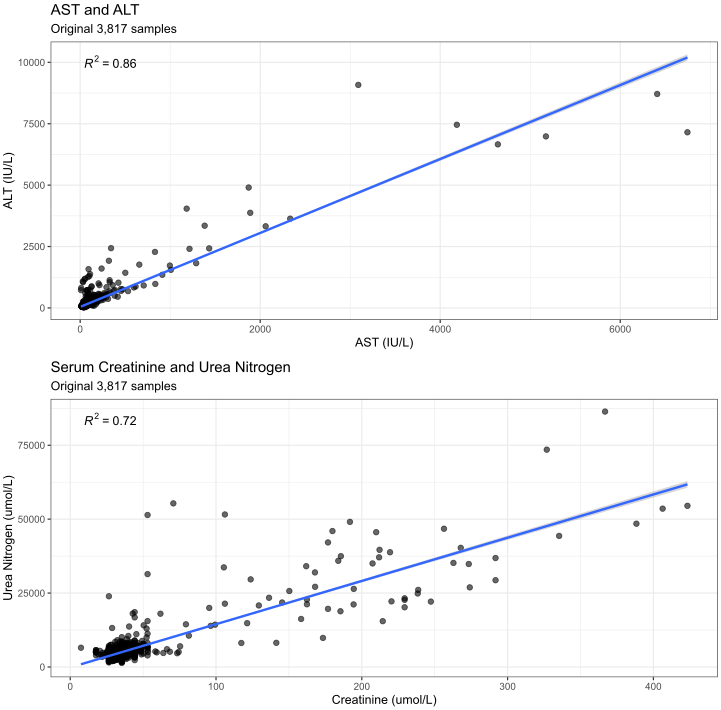 AST and ALT
Original 3,817 samples
R² = 0.86
10000
7500
5000
2500
0
ALT (IU/L)
0 2000 4000 6000
AST (IU/L)
Serum Creatinine and Urea Nitrogen
Original 3,817 samples
R² = 0.72
75000
50000
25000
0
Urea Nitrogen (umol/L)
0 100 200 300 400
Creatinine (umol/L)